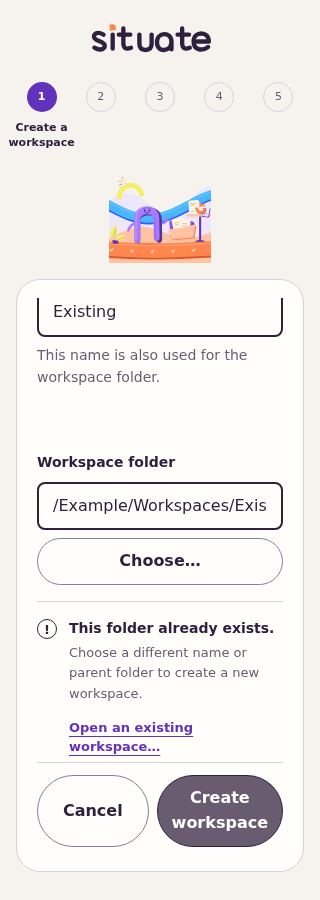 situate
1
2
3
4
5
Create a
workspace
Existing
This name is also used for the
workspace folder.
Workspace folder
/Example/Workspaces/Exis
Choose…
! This folder already exists.
Choose a different name or
parent folder to create a new
workspace.
Open an existing
workspace…
Cancel
Create
workspace